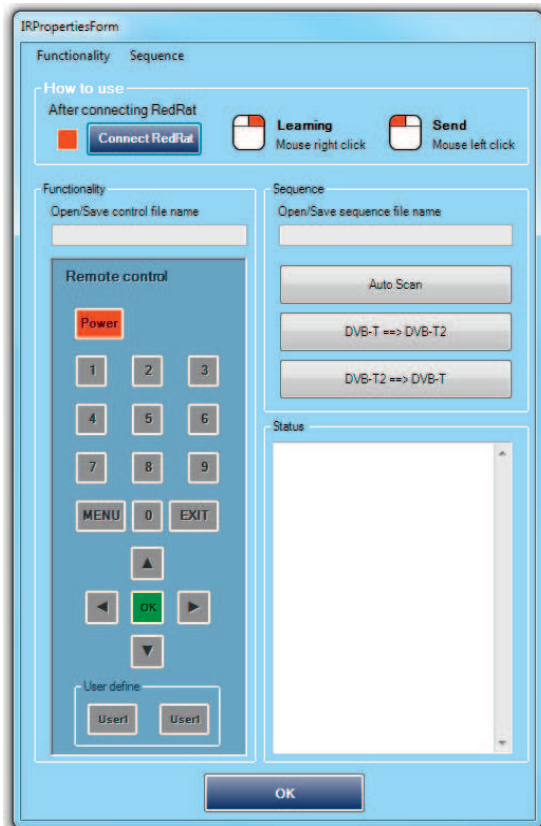 IRPropertiesForm
Functionality Sequence
How to use
After connecting RedRat
Connect RedRat
Learning
Mouse right click
Send
Mouse left click
Functionality
Open/Save control file name
Remote control
Power
1 2 3
4 5 6
7 8 9
MENU 0 EXIT
▲
◄ OK ►
▼
User define
User1 User1
Sequence
Open/Save sequence file name
Auto Scan
DVB-T ==> DVB-T2
DVB-T2 ==> DVB-T
Status
OK